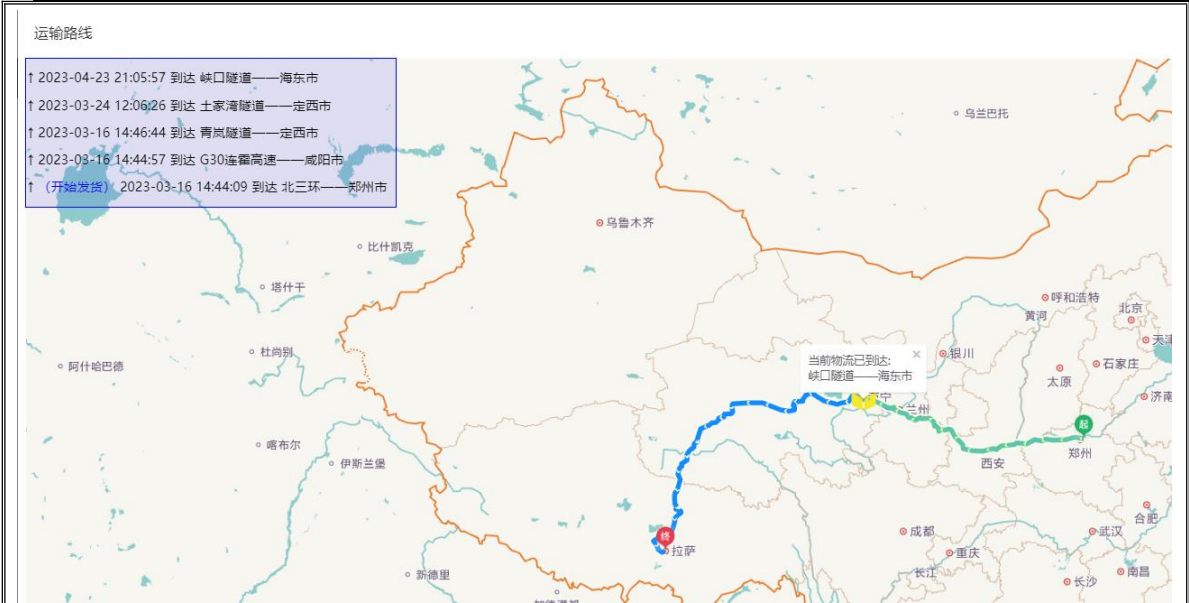 运输路线
↑ 2023-04-23 21:05:57 到达 峡口隧道——海东市
↑ 2023-03-24 12:06:26 到达 土家湾隧道——定西市
↑ 2023-03-16 14:46:44 到达 青岚隧道——定西市
↑ 2023-03-16 14:44:57 到达 G30连霍高速——咸阳市
↑ （开始发货） 2023-03-16 14:44:09 到达 北三环——郑州市
乌兰巴托
乌鲁木齐
比什凯克
塔什干
呼和浩特
北京
黄河
天津
杜尚别
当前物流已到达:
峡口隧道——海东市
银川
石家庄
阿什哈巴德
太原
济南
兰州
起
喀布尔
郑州
伊斯兰堡
西安
合肥
成都
武汉
终
拉萨
重庆
新德里
长江
南昌
长沙